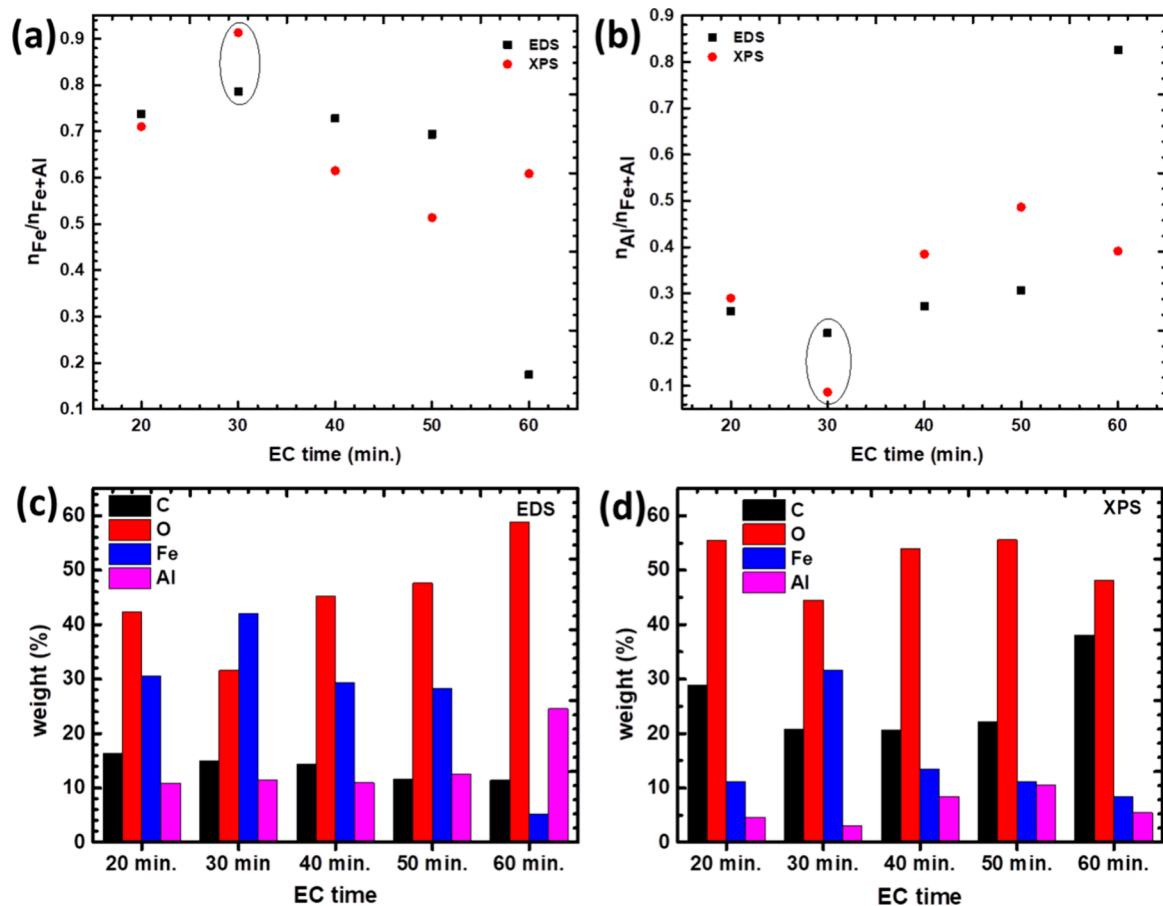 (a)
EDS
XPS
0.9
0.8
0.7
0.6
0.5
0.4
0.3
0.2
0.1
nFe/nFe+Al
20 30 40 50 60
EC time (min.)
(b)
EDS
XPS
0.9
0.8
0.7
0.6
0.5
0.4
0.3
0.2
0.1
nAl/nFe+Al
20 30 40 50 60
EC time (min.)
(c)
EDS
C
O
Fe
Al
60
50
40
30
20
10
0
weight (%)
20 min. 30 min 40 min. 50 min. 60 min.
EC time
(d)
XPS
C
O
Fe
Al
60
50
40
30
20
10
0
weight (%)
20 min. 30 min. 40 min. 50 min. 60 min.
EC time